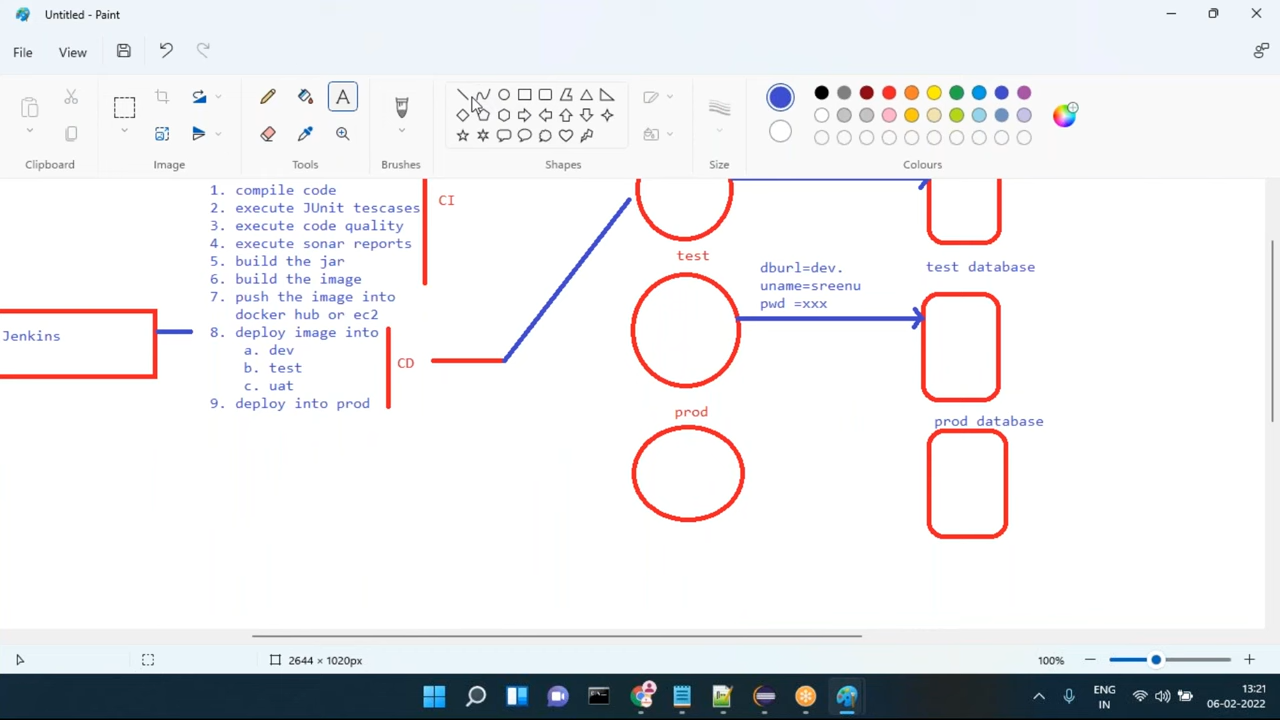 Untitled - Paint
File
View
Clipboard
Image
Tools
Brushes
Shapes
Size
Colours
1. compile code
2. execute JUnit tescases
3. execute code quality
4. execute sonar reports
5. build the jar
6. build the image
7. push the image into
docker hub or ec2
8. deploy image into
a. dev
b. test
c. uat
9. deploy into prod
CI
CD
Jenkins
test
dburl=dev.
uname=sreenu
pwd =xxx
test database
prod
prod database
2644 × 1020px
100%
ENG
IN
13:21
06-02-2022